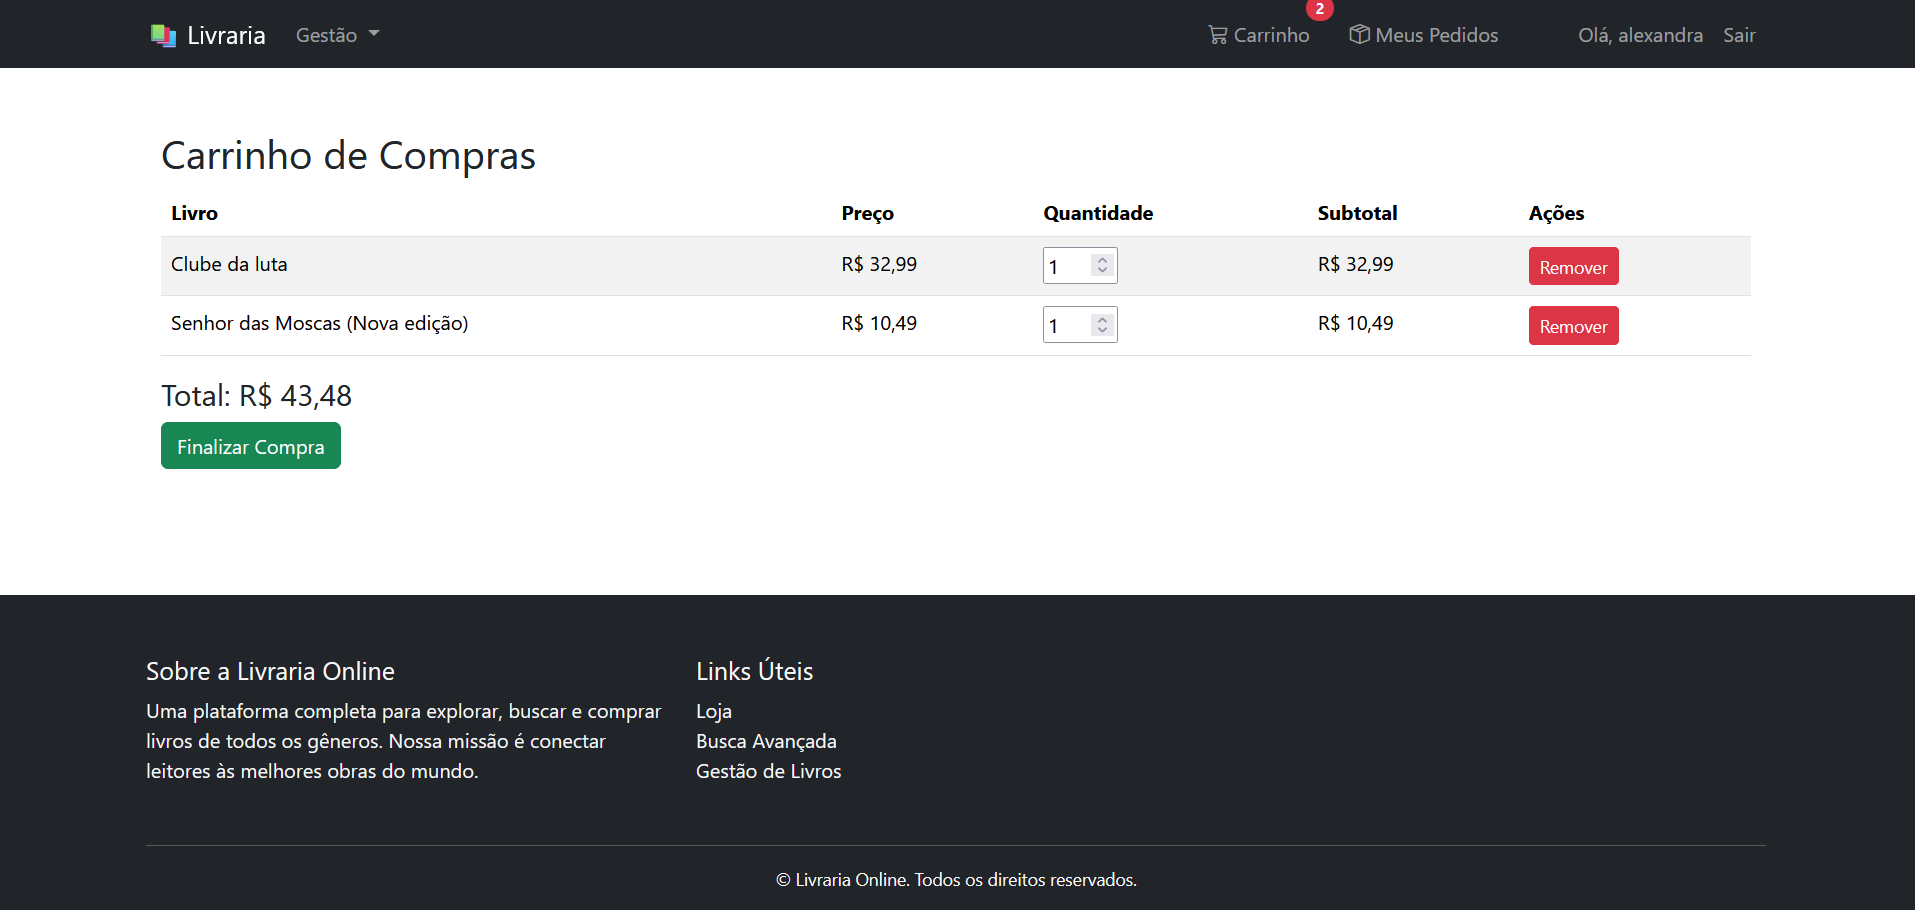 Livraria Gestão Carrinho 2 Meus Pedidos Olá, alexandra Sair
Carrinho de Compras
Livro Preço Quantidade Subtotal Ações
Clube da luta R$ 32,99 1 R$ 32,99 Remover
Senhor das Moscas (Nova edição) R$ 10,49 1 R$ 10,49 Remover
Total: R$ 43,48
Finalizar Compra
Sobre a Livraria Online
Uma plataforma completa para explorar, buscar e comprar
livros de todos os gêneros. Nossa missão é conectar
leitores às melhores obras do mundo.
Links Úteis
Loja
Busca Avançada
Gestão de Livros
© Livraria Online. Todos os direitos reservados.